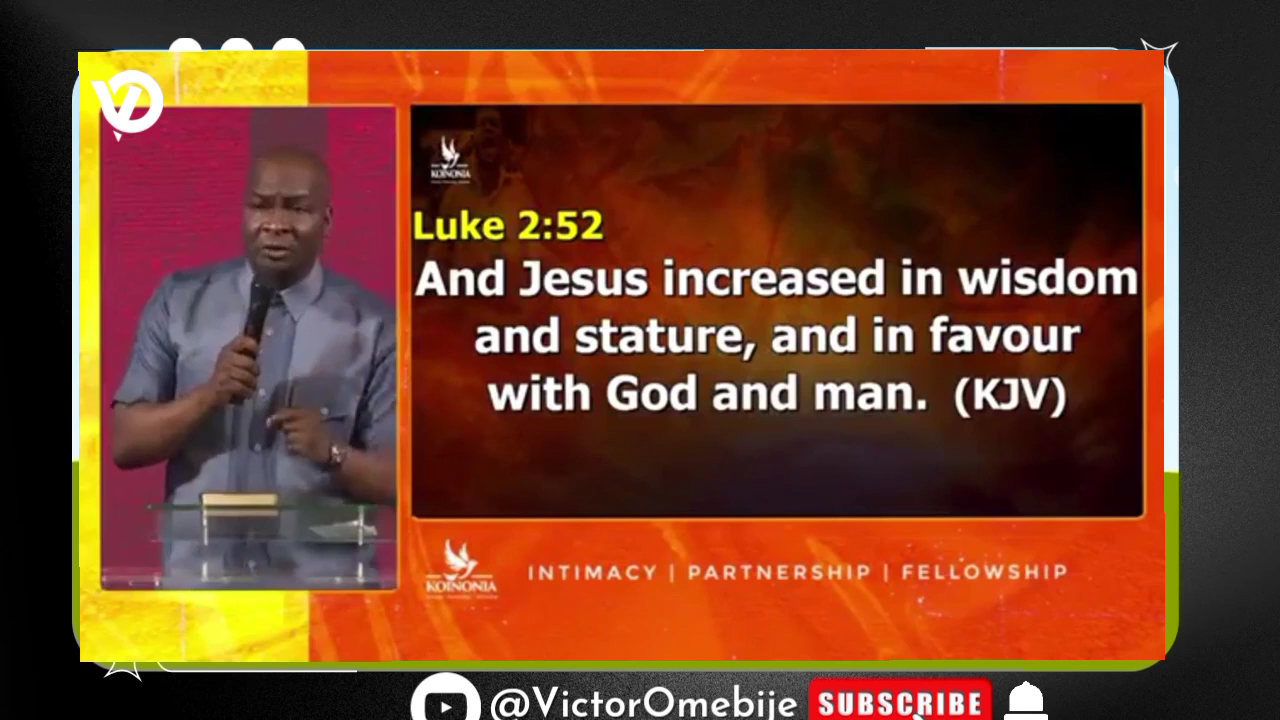 KOINONIA
Luke 2:52
And Jesus increased in wisdom
and stature, and in favour
with God and man. (KJV)
KOINONIA
INTIMACY | PARTNERSHIP | FELLOWSHIP
@VictorOmebije SUBSCRIBE